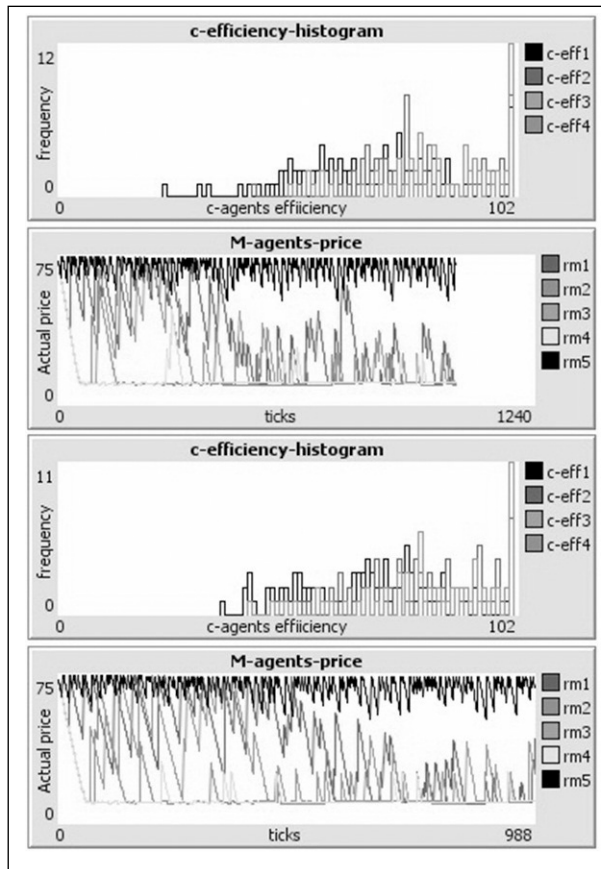 c-efficiency-histogram
12
frequency
0
0
c-agents effiiciency
102
c-eff1
c-eff2
c-eff3
c-eff4
M-agents-price
75
Actual price
0
0
ticks
1240
rm1
rm2
rm3
rm4
rm5
c-efficiency-histogram
11
frequency
0
0
c-agents effiiciency
102
c-eff1
c-eff2
c-eff3
c-eff4
M-agents-price
75
Actual price
0
0
ticks
988
rm1
rm2
rm3
rm4
rm5